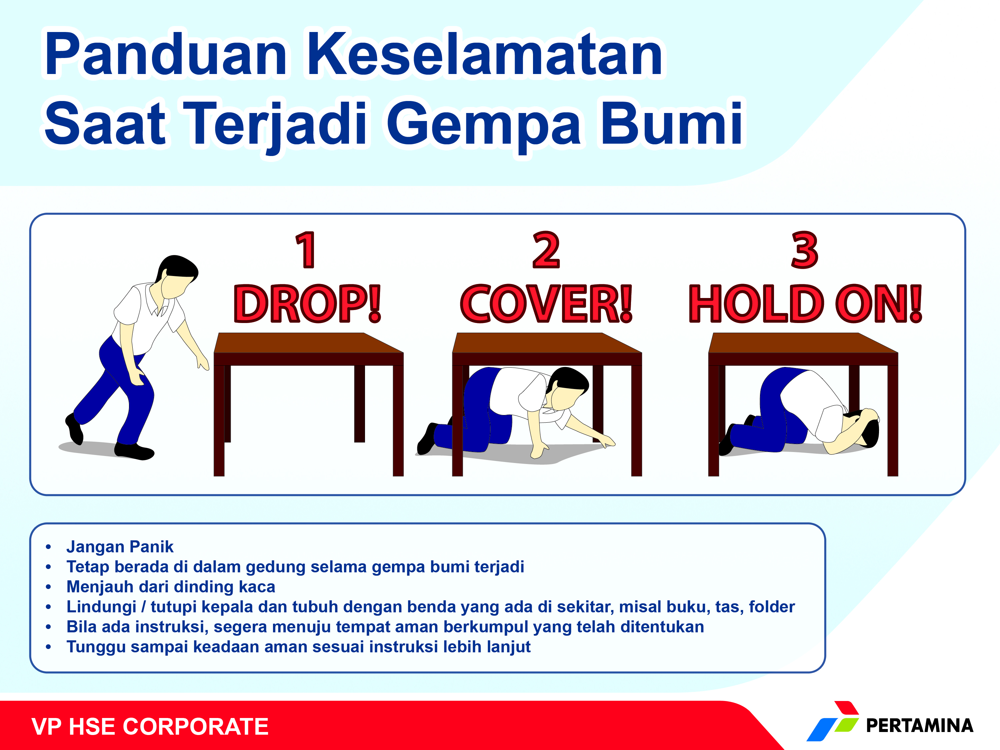 Panduan Keselamatan
Saat Terjadi Gempa Bumi
1
DROP!
2
COVER!
3
HOLD ON!
• Jangan Panik
• Tetap berada di dalam gedung selama gempa bumi terjadi
• Menjauh dari dinding kaca
• Lindungi / tutupi kepala dan tubuh dengan benda yang ada di sekitar, misal buku, tas, folder
• Bila ada instruksi, segera menuju tempat aman berkumpul yang telah ditentukan
• Tunggu sampai keadaan aman sesuai instruksi lebih lanjut
VP HSE CORPORATE
PERTAMINA